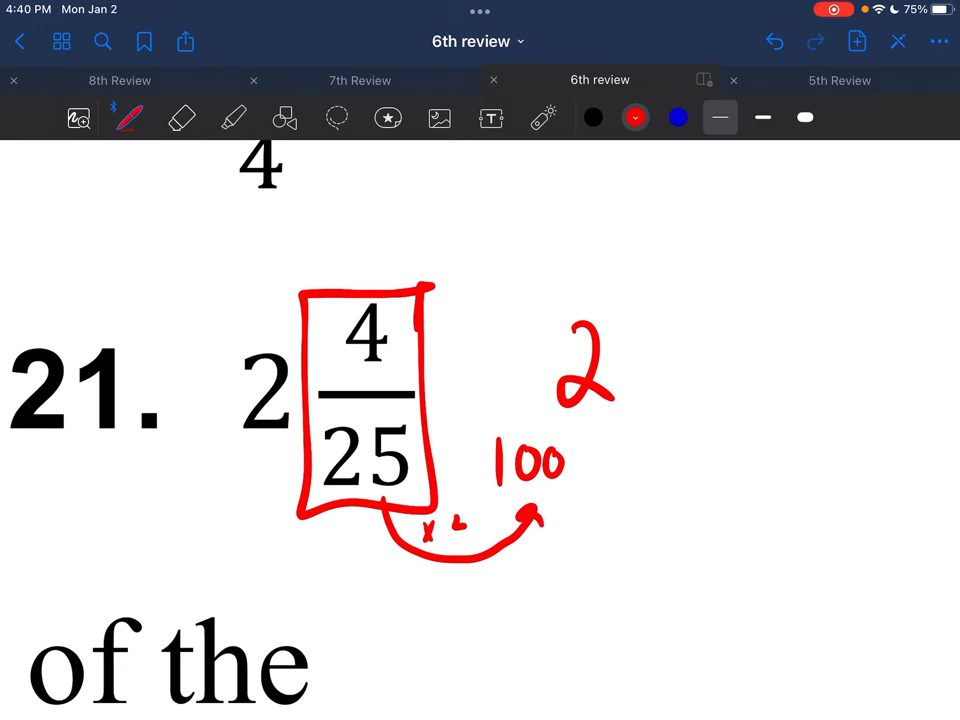 4:40 PM Mon Jan 2
75%
6th review
8th Review
7th Review
6th review
5th Review
T
4
21. 2 4/25
2
100
x
of the